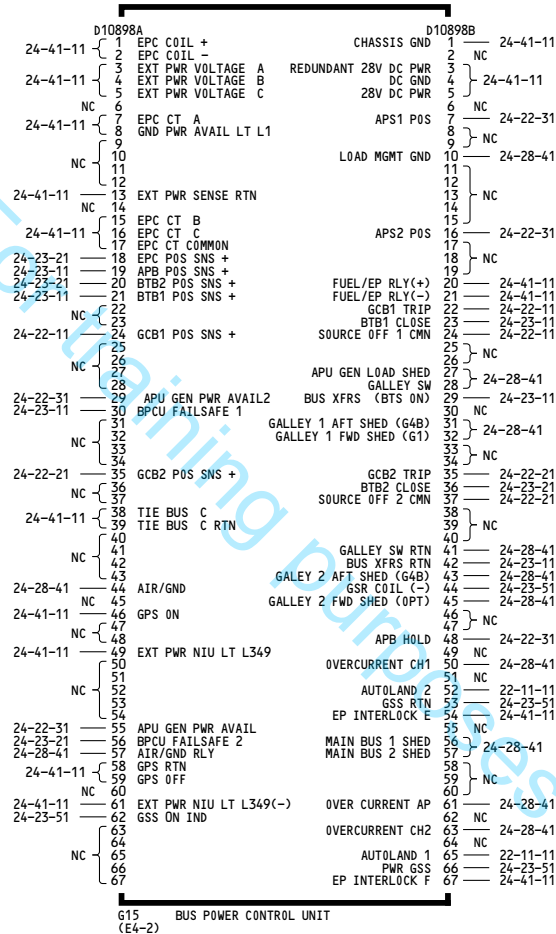 D10898A D10898B
24-41-11 1 EPC COIL + CHASSIS GND 1 24-41-11
2 EPC COIL - 2 NC
3 EXT PWR VOLTAGE A REDUNDANT 28V DC PWR 3
24-41-11 4 EXT PWR VOLTAGE B DC GND 4 24-41-11
5 EXT PWR VOLTAGE C 28V DC PWR 5
NC 6 6 NC
24-41-11 7 EPC CT A APS1 POS 7 24-22-31
8 GND PWR AVAIL LT L1 8 NC
9 9
NC 10 LOAD MGMT GND 10 24-28-41
11 11
12 12
24-41-11 13 EXT PWR SENSE RTN 13 NC
NC 14 14
15 EPC CT B 15
24-41-11 16 EPC CT C APS2 POS 16 24-22-31
17 EPC CT COMMON 17
24-23-21 18 EPC POS SNS + 18 NC
24-23-11 19 APB POS SNS + 19
24-23-21 20 BTB2 POS SNS + FUEL/EP RLY(+) 20 24-41-11
24-23-11 21 BTB1 POS SNS + FUEL/EP RLY(-) 21 24-41-11
NC 22 GCB1 TRIP 22 24-22-11
23 BTB1 CLOSE 23 24-23-11
24-22-11 24 GCB1 POS SNS + SOURCE OFF 1 CMN 24 24-22-11
25 25 NC
26 26
NC 27 APU GEN LOAD SHED 27 24-28-41
28 GALLEY SW 28
24-22-31 29 APU GEN PWR AVAIL2 BUS XFRS (BTS ON) 29 24-23-11
24-23-11 30 BPCU FAILSAFE 1 30 NC
31 GALLEY 1 AFT SHED (G4B) 31 24-28-41
NC 32 GALLEY 1 FWD SHED (G1) 32
33 33 NC
34 34
24-22-21 35 GCB2 POS SNS + GCB2 TRIP 35 24-22-21
NC 36 BTB2 CLOSE 36 24-23-21
37 SOURCE OFF 2 CMN 37 24-22-21
24-41-11 38 TIE BUS C 38
39 TIE BUS C RTN 39 NC
40 40
NC 41 GALLEY SW RTN 41 24-28-41
42 BUS XFRS RTN 42 24-23-11
43 GALEY 2 AFT SHED (G4B) 43 24-28-41
24-28-41 44 AIR/GND GSR COIL (-) 44 24-23-51
NC 45 GALLEY 2 FWD SHED (OPT) 45 24-28-41
24-41-11 46 GPS ON 46 NC
NC 47 47
48 APB HOLD 48 24-22-31
24-41-11 49 EXT PWR NIU LT L349 49 NC
50 OVERCURRENT CH1 50 24-28-41
51 51 NC
NC 52 AUTOLAND 2 52 22-11-11
53 GSS RTN 53 24-23-51
54 EP INTERLOCK E 54 24-41-11
24-22-31 55 APU GEN PWR AVAIL 55 NC
24-23-21 56 BPCU FAILSAFE 2 MAIN BUS 1 SHED 56 24-28-41
24-28-41 57 AIR/GND RLY MAIN BUS 2 SHED 57
24-41-11 58 GPS RTN 58
59 GPS OFF 59 NC
NC 60 60
24-41-11 61 EXT PWR NIU LT L349(-) OVER CURRENT AP 61 24-28-41
24-23-51 62 GSS ON IND 62 NC
63 OVERCURRENT CH2 63 24-28-41
64 64 NC
NC 65 AUTOLAND 1 65 22-11-11
66 PWR GSS 66 24-23-51
67 EP INTERLOCK F 67 24-41-11
G15 BUS POWER CONTROL UNIT
(E4-2)
For training purposes